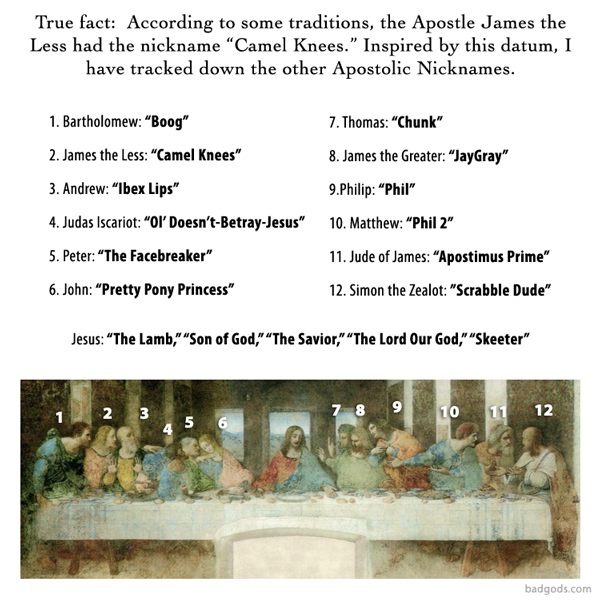 True fact:  According to some traditions, the Apostle James the
Less had the nickname “Camel Knees.” Inspired by this datum, I
have tracked down the other Apostolic Nicknames.
1. Bartholomew: “Boog”
2. James the Less: “Camel Knees”
3. Andrew: “Ibex Lips”
4. Judas Iscariot: “Ol’ Doesn’t-Betray-Jesus”
5. Peter: “The Facebreaker”
6. John: “Pretty Pony Princess”
7. Thomas: “Chunk”
8. James the Greater: “JayGray”
9.Philip: “Phil”
10. Matthew: “Phil 2”
11. Jude of James: “Apostimus Prime”
12. Simon the Zealot: “Scrabble Dude”
Jesus: “The Lamb,” “Son of God,” “The Savior,” “The Lord Our God,” “Skeeter”
1 2 3 4 5 6 7 8 9 10 11 12
badgods.com